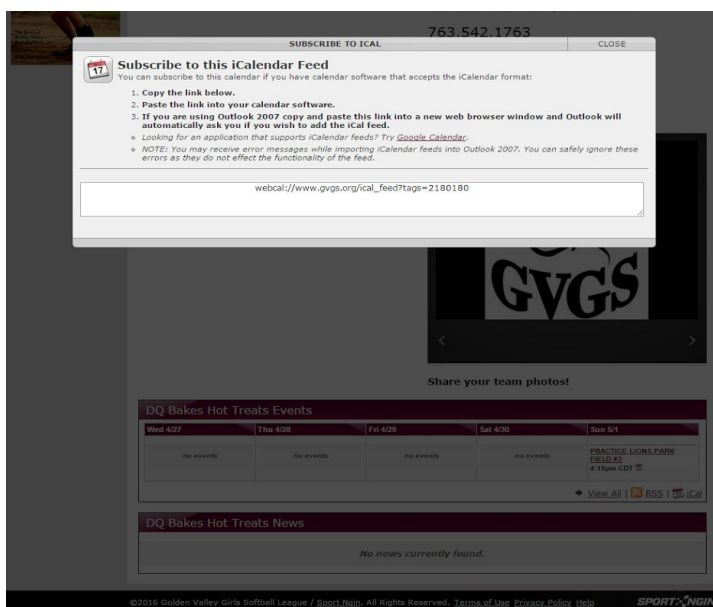 763.542.1763
SUBSCRIBE TO ICAL
CLOSE
17
Subscribe to this iCalendar Feed
You can subscribe to this calendar if you have calendar software that accepts the iCalendar format:
1. Copy the link below.
2. Paste the link into your calendar software.
3. If you are using Outlook 2007 copy and paste this link into a new web browser window and Outlook will
automatically ask you if you wish to add the iCal feed.
Looking for an application that supports iCalendar feeds? Try Google Calendar.
NOTE: You may receive error messages while importing iCalendar feeds into Outlook 2007. You can safely ignore these
errors as they do not effect the functionality of the feed.
webcal://www.gvgs.org/ical_feed?tags=2180180
GVGS
Share your team photos!
DQ Bakes Hot Treats Events
Wed 4/27 Thu 4/28 Fri 4/29 Sat 4/30 Sun 5/1
no events no events no events no events
PRACTICE LIONS PARK
FIELD #2
4:15pm CDT
View All | RSS | iCal
DQ Bakes Hot Treats News
No news currently found.
©2016 Golden Valley Girls Softball League / Sport Ngin. All Rights Reserved. Terms of Use Privacy Policy Help
SPORT NGIN